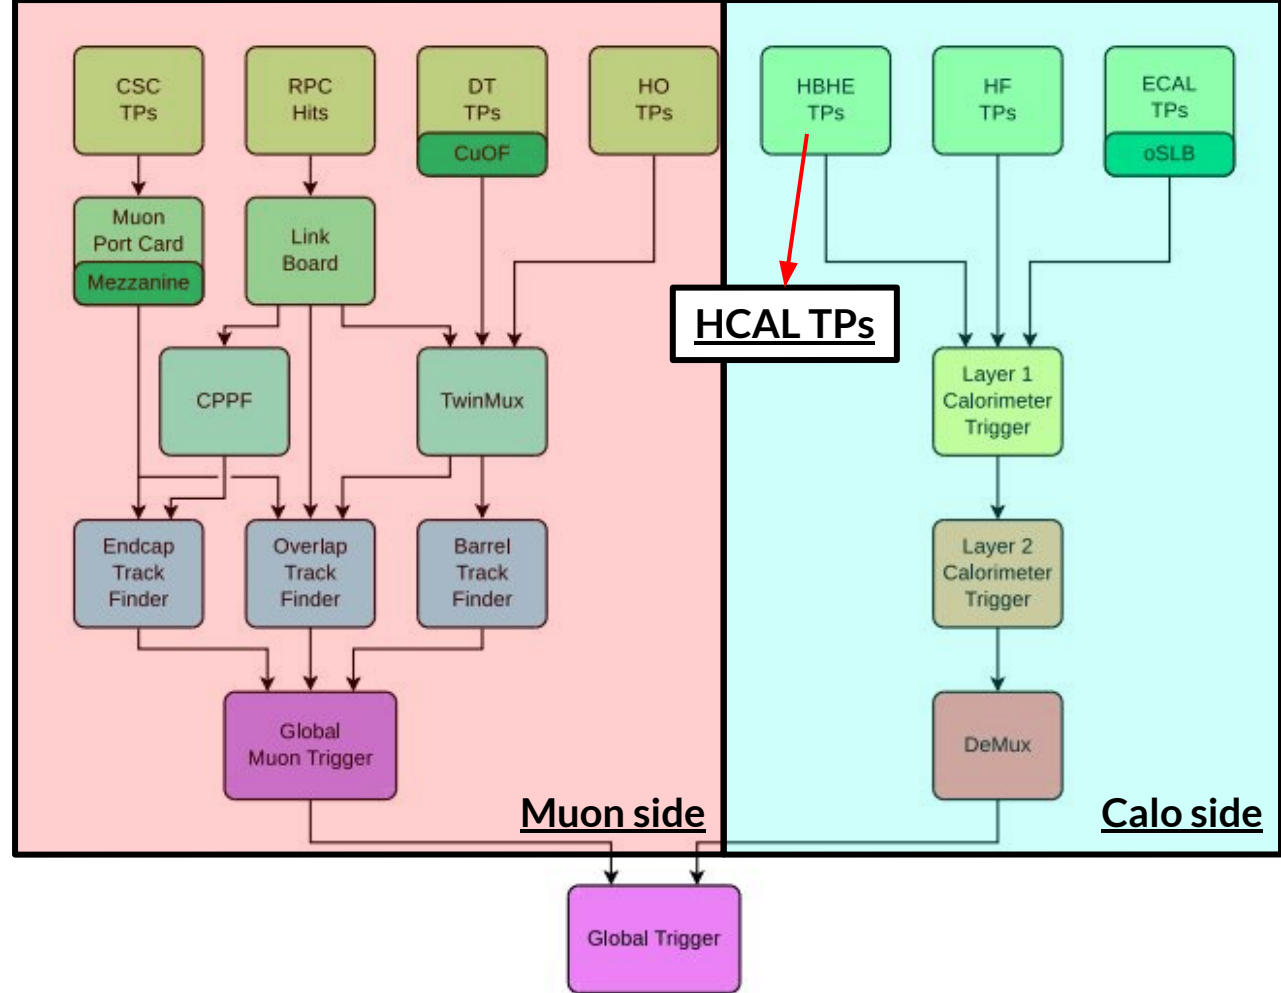 CSC
TPs
RPC
Hits
DT
TPs
CuOF
HO
TPs
HBHE
TPs
HF
TPs
ECAL
TPs
oSLB
Muon
Port Card
Mezzanine
Link
Board
HCAL TPs
CPPF
TwinMux
Layer 1
Calorimeter
Trigger
Endcap
Track
Finder
Overlap
Track
Finder
Barrel
Track
Finder
Layer 2
Calorimeter
Trigger
Global
Muon Trigger
DeMux
Muon side
Calo side
Global Trigger